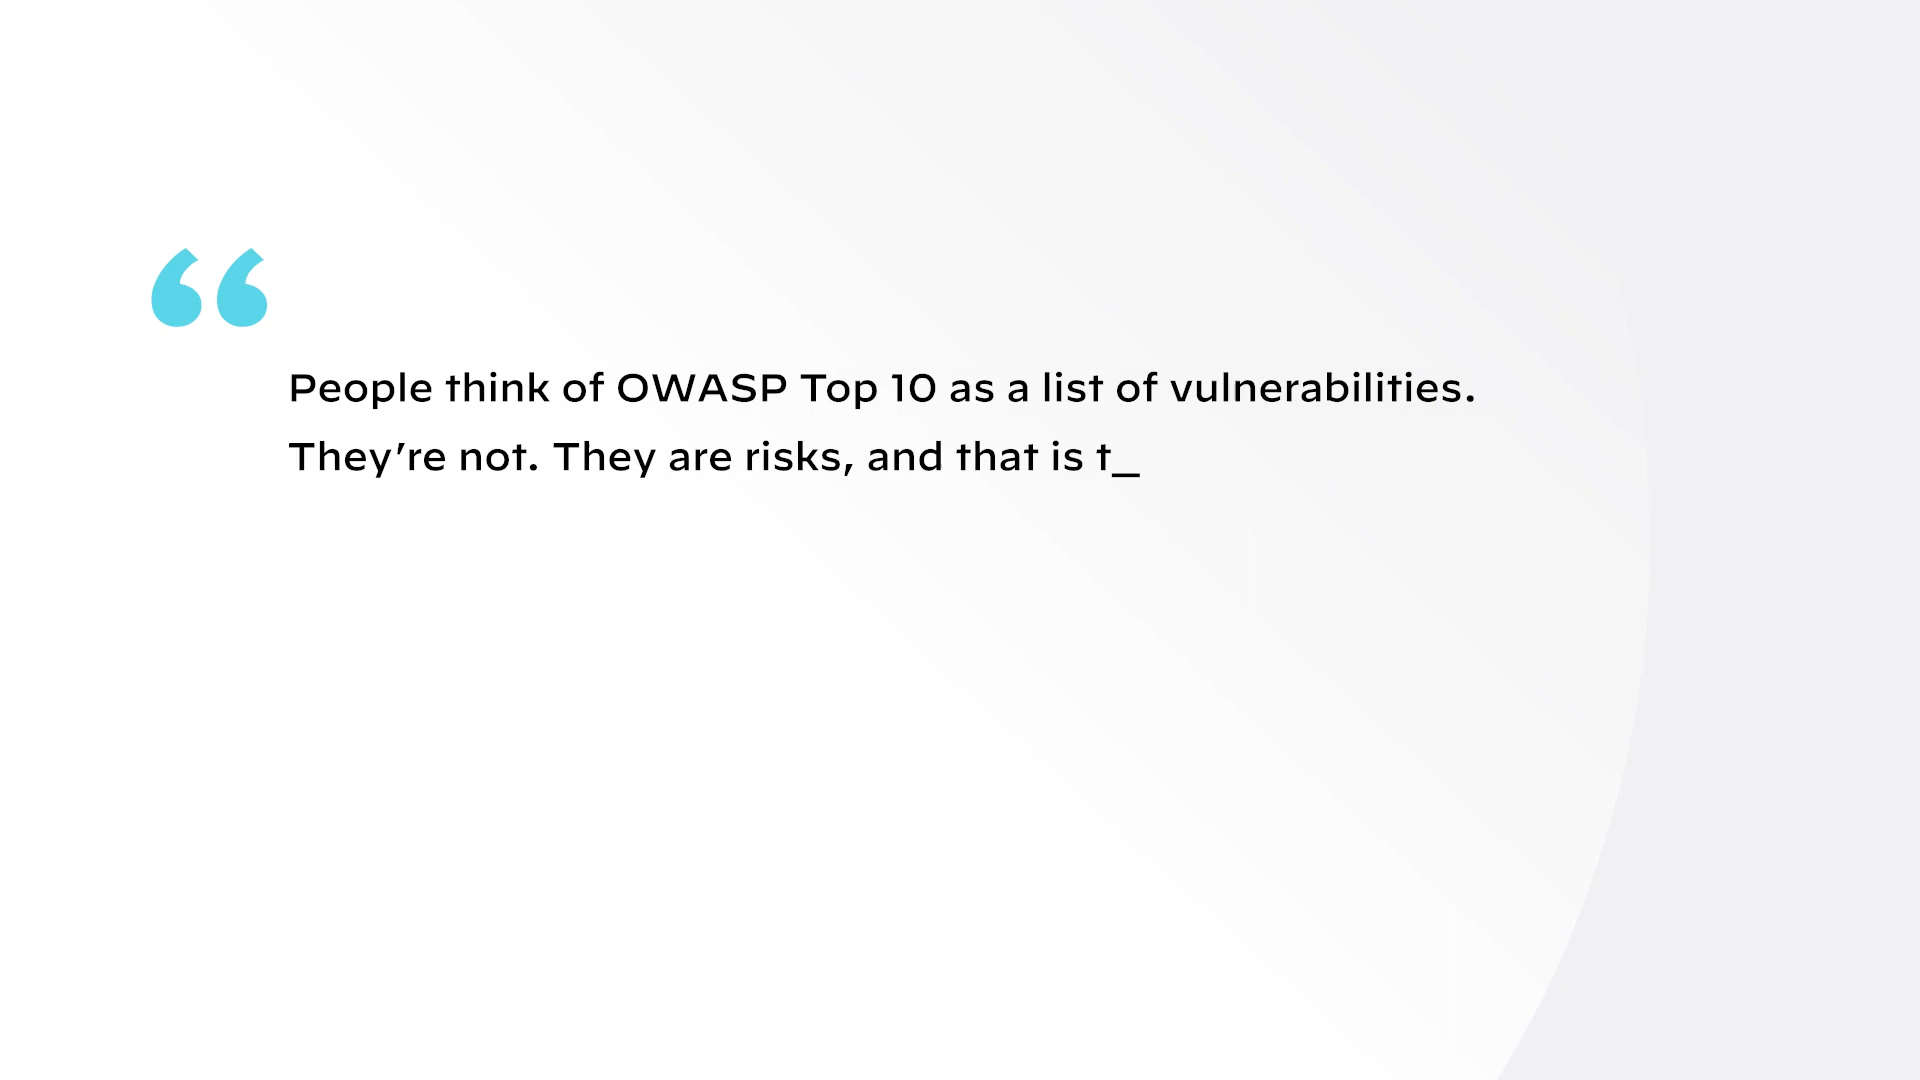 “
People think of OWASP Top 10 as a list of vulnerabilities.
They’re not. They are risks, and that is t_